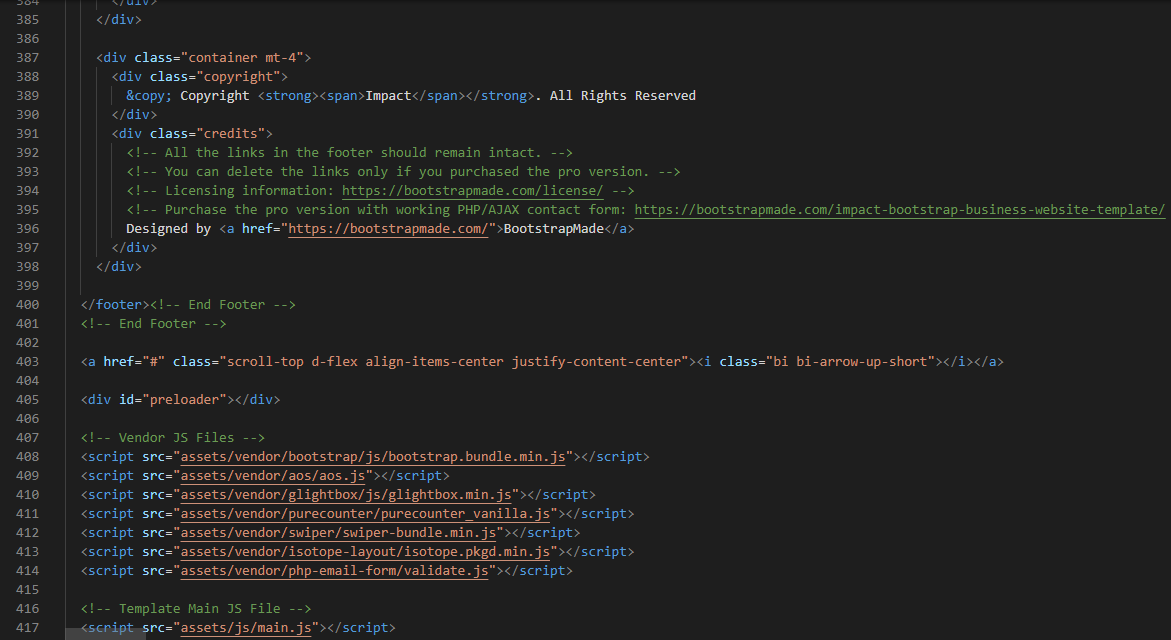 384 </div>
385 </div>
386
387 <div class="container mt-4">
388 <div class="copyright">
389 &copy; Copyright <strong><span>Impact</span></strong>. All Rights Reserved
390 </div>
391 <div class="credits">
392 <!-- All the links in the footer should remain intact. -->
393 <!-- You can delete the links only if you purchased the pro version. -->
394 <!-- Licensing information: https://bootstrapmade.com/license/ -->
395 <!-- Purchase the pro version with working PHP/AJAX contact form: https://bootstrapmade.com/impact-bootstrap-business-website-template/
396 Designed by <a href="https://bootstrapmade.com/">BootstrapMade</a>
397 </div>
398 </div>
399
400 </footer><!-- End Footer -->
401 <!-- End Footer -->
402
403 <a href="#" class="scroll-top d-flex align-items-center justify-content-center"><i class="bi bi-arrow-up-short"></i></a>
404
405 <div id="preloader"></div>
406
407 <!-- Vendor JS Files -->
408 <script src="assets/vendor/bootstrap/js/bootstrap.bundle.min.js"></script>
409 <script src="assets/vendor/aos/aos.js"></script>
410 <script src="assets/vendor/glightbox/js/glightbox.min.js"></script>
411 <script src="assets/vendor/purecounter/purecounter_vanilla.js"></script>
412 <script src="assets/vendor/swiper/swiper-bundle.min.js"></script>
413 <script src="assets/vendor/isotope-layout/isotope.pkgd.min.js"></script>
414 <script src="assets/vendor/php-email-form/validate.js"></script>
415
416 <!-- Template Main JS File -->
417 <script src="assets/js/main.js"></script>